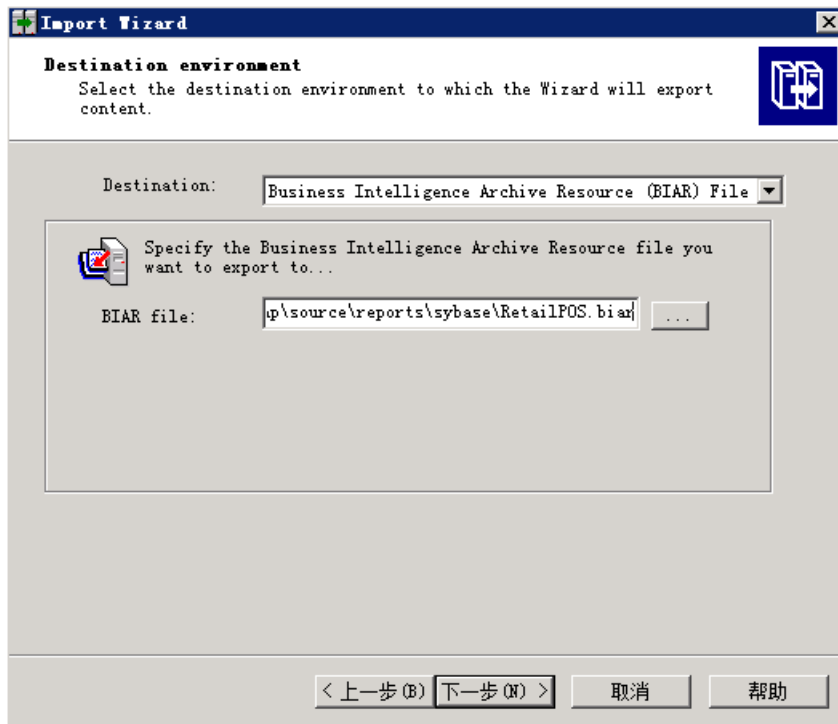 Import Wizard
Destination environment
Select the destination environment to which the Wizard will export
content.
Destination:
Business Intelligence Archive Resource (BIAR) File
Specify the Business Intelligence Archive Resource file you
want to export to...
BIAR file:
p\source\reports\sybase\RetailPOS.biar
...
< 上一步(B)
下一步(N) >
取消
帮助